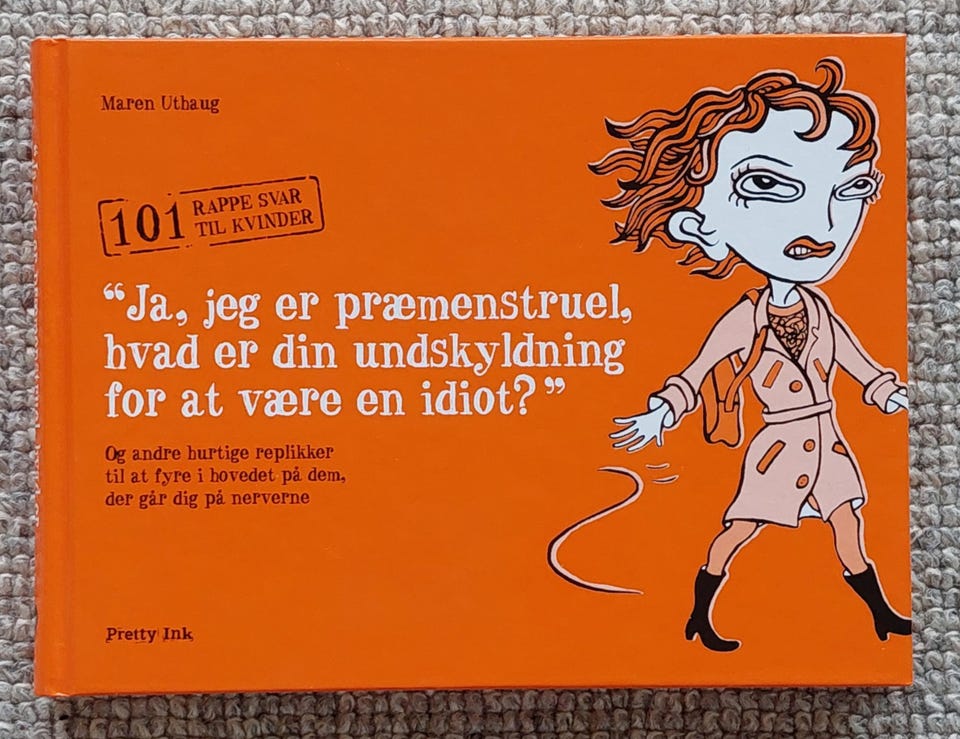 Maren Uthaug
101 RAPPE SVAR
TIL KVINDER
“Ja, jeg er præmenstruel,
hvad er din undskyldning
for at være en idiot?”
Og andre hurtige replikker
til at fyre i hovedet på dem,
der går dig på nerverne
Pretty Ink